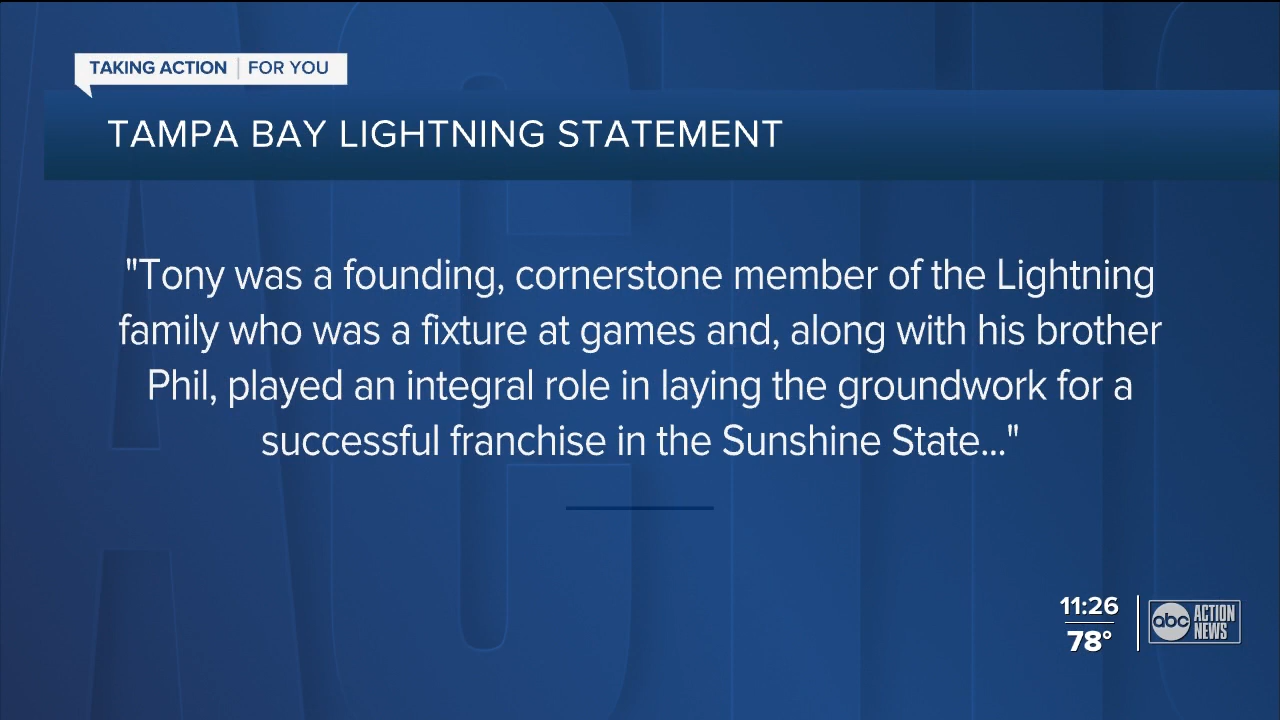 TAKING ACTION | FOR YOU
TAMPA BAY LIGHTNING STATEMENT
"Tony was a founding, cornerstone member of the Lightning
family who was a fixture at games and, along with his brother
Phil, played an integral role in laying the groundwork for a
successful franchise in the Sunshine State..."
11:26
78°
abc ACTION
NEWS